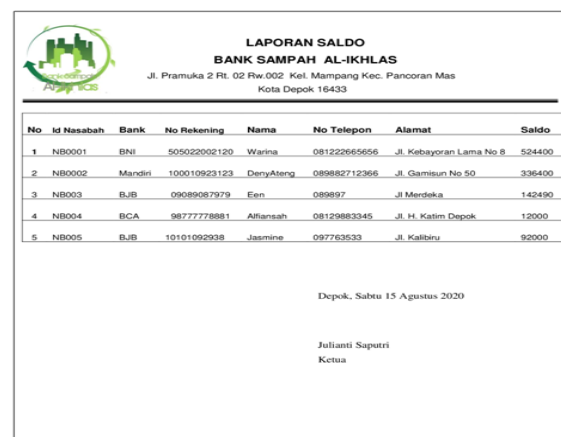 LAPORAN SALDO
BANK SAMPAH AL-IKHLAS
Jl. Pramuka 2 Rt. 02 Rw.002 Kel. Mampang Kec. Pancoran Mas
Kota Depok 16433
Bank Sampah
Al-Ikhlas
No Id Nasabah Bank No Rekening Nama No Telepon Alamat Saldo
1 NB0001 BNI 505022002120 Warina 081222665656 Jl. Kebayoran Lama No 8 524400
2 NB0002 Mandiri 100010923123 DenyAteng 089882712366 Jl. Gamisun No 50 336400
3 NB003 BJB 09089087979 Een 089897 Jl Merdeka 142490
4 NB004 BCA 98777778881 Alfiansah 08129883345 Jl. H. Katim Depok 12000
5 NB005 BJB 10101092938 Jasmine 097763533 Jl. Kalibiru 92000
Depok, Sabtu 15 Agustus 2020
Julianti Saputri
Ketua